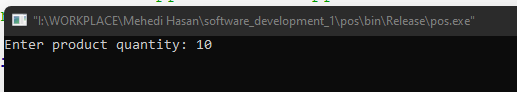 "I:\WORKPLACE\Mehedi Hasan\software_development_1\pos\bin\Release\pos.exe"
Enter product quantity: 10